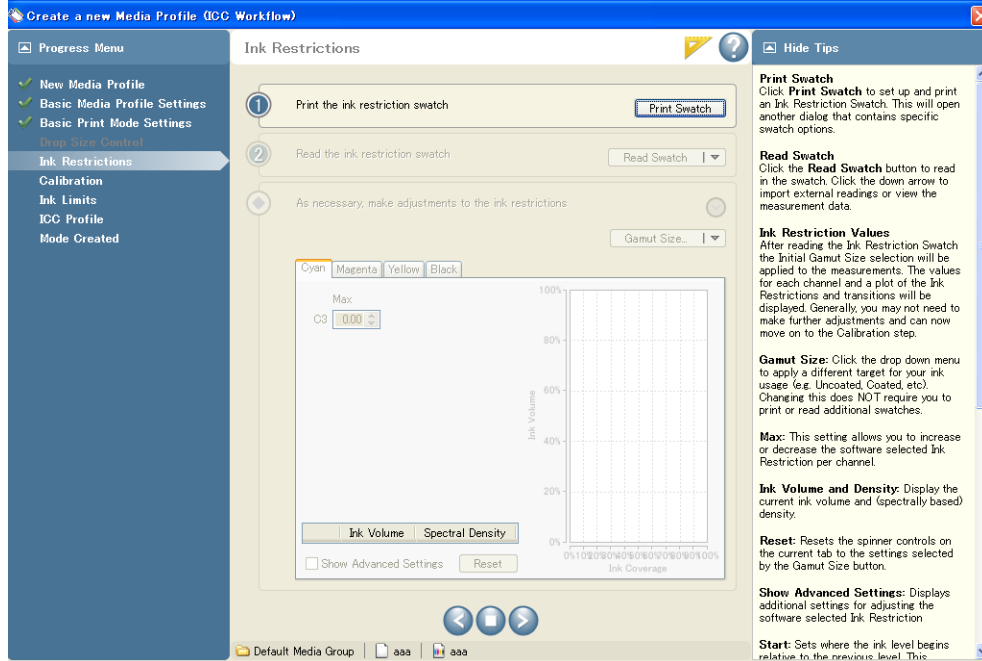 Create a new Media Profile (ICC Workflow)
Progress Menu
New Media Profile
Basic Media Profile Settings
Basic Print Mode Settings
Drop Size Control
Ink Restrictions
Calibration
Ink Limits
ICC Profile
Mode Created
Ink Restrictions
1
Print the ink restriction swatch
Print Swatch
2
Read the ink restriction swatch
Read Swatch
As necessary, make adjustments to the ink restrictions
Gamut Size...
Cyan Magenta Yellow Black
Max
C3 0.00
100%
80%
60%
40%
20%
0%
Ink Volume
0% 10% 20% 30% 40% 50% 60% 70% 80% 90% 100%
Ink Coverage
Ink Volume Spectral Density
Show Advanced Settings Reset
Default Media Group aaa aaa
Hide Tips
Print Swatch
Click Print Swatch to set up and print
an Ink Restriction Swatch. This will open
another dialog that contains specific
swatch options.
Read Swatch
Click the Read Swatch button to read
in the swatch. Click the down arrow to
import external readings or view the
measurement data.
Ink Restriction Values
After reading the Ink Restriction Swatch
the Initial Gamut Size selection will be
applied to the measurements. The values
for each channel and a plot of the Ink
Restrictions and transitions will be
displayed. Generally, you may not need to
make further adjustments and can now
move on to the Calibration step.
Gamut Size: Click the drop down menu
to apply a different target for your ink
usage (e.g. Uncoated, Coated, etc).
Changing this does NOT require you to
print or read additional swatches.
Max: This setting allows you to increase
or decrease the software selected Ink
Restriction per channel.
Ink Volume and Density: Display the
current ink volume and (spectrally based)
density.
Reset: Resets the spinner controls on
the current tab to the settings selected
by the Gamut Size button.
Show Advanced Settings: Displays
additional settings for adjusting the
software selected Ink Restriction
Start: Sets where the ink level begins
relative to the previous level. This